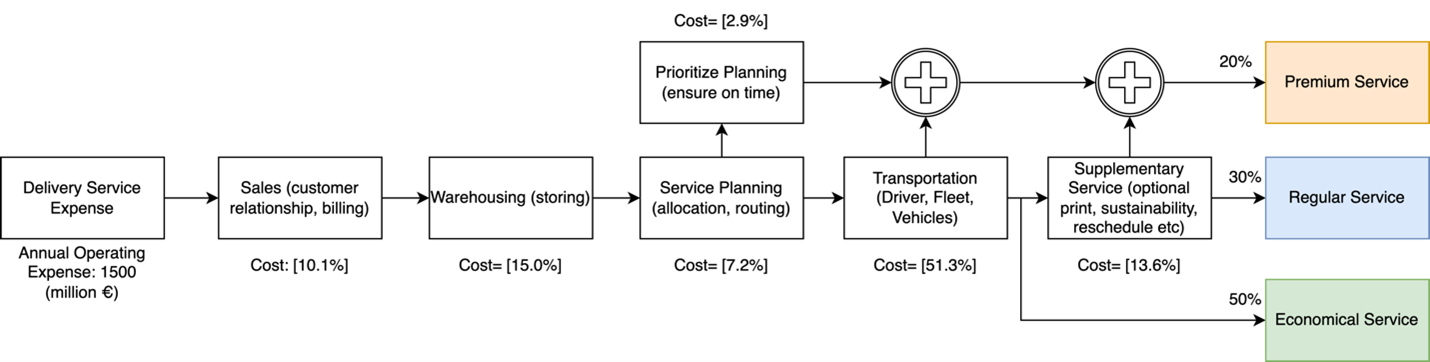 Cost= [2.9%]
Prioritize Planning
(ensure on time)
20%
Premium Service
Delivery Service
Expense
Sales (customer
relationship, billing)
Warehousing (storing)
Service Planning
(allocation, routing)
Transportation
(Driver, Fleet,
Vehicles)
Supplementary
Service (optional
print, sustainability,
reschedule etc)
30%
Regular Service
Annual Operating
Expense: 1500
(million €)
Cost: [10.1%]
Cost= [15.0%]
Cost= [7.2%]
Cost= [51.3%]
Cost= [13.6%]
50%
Economical Service